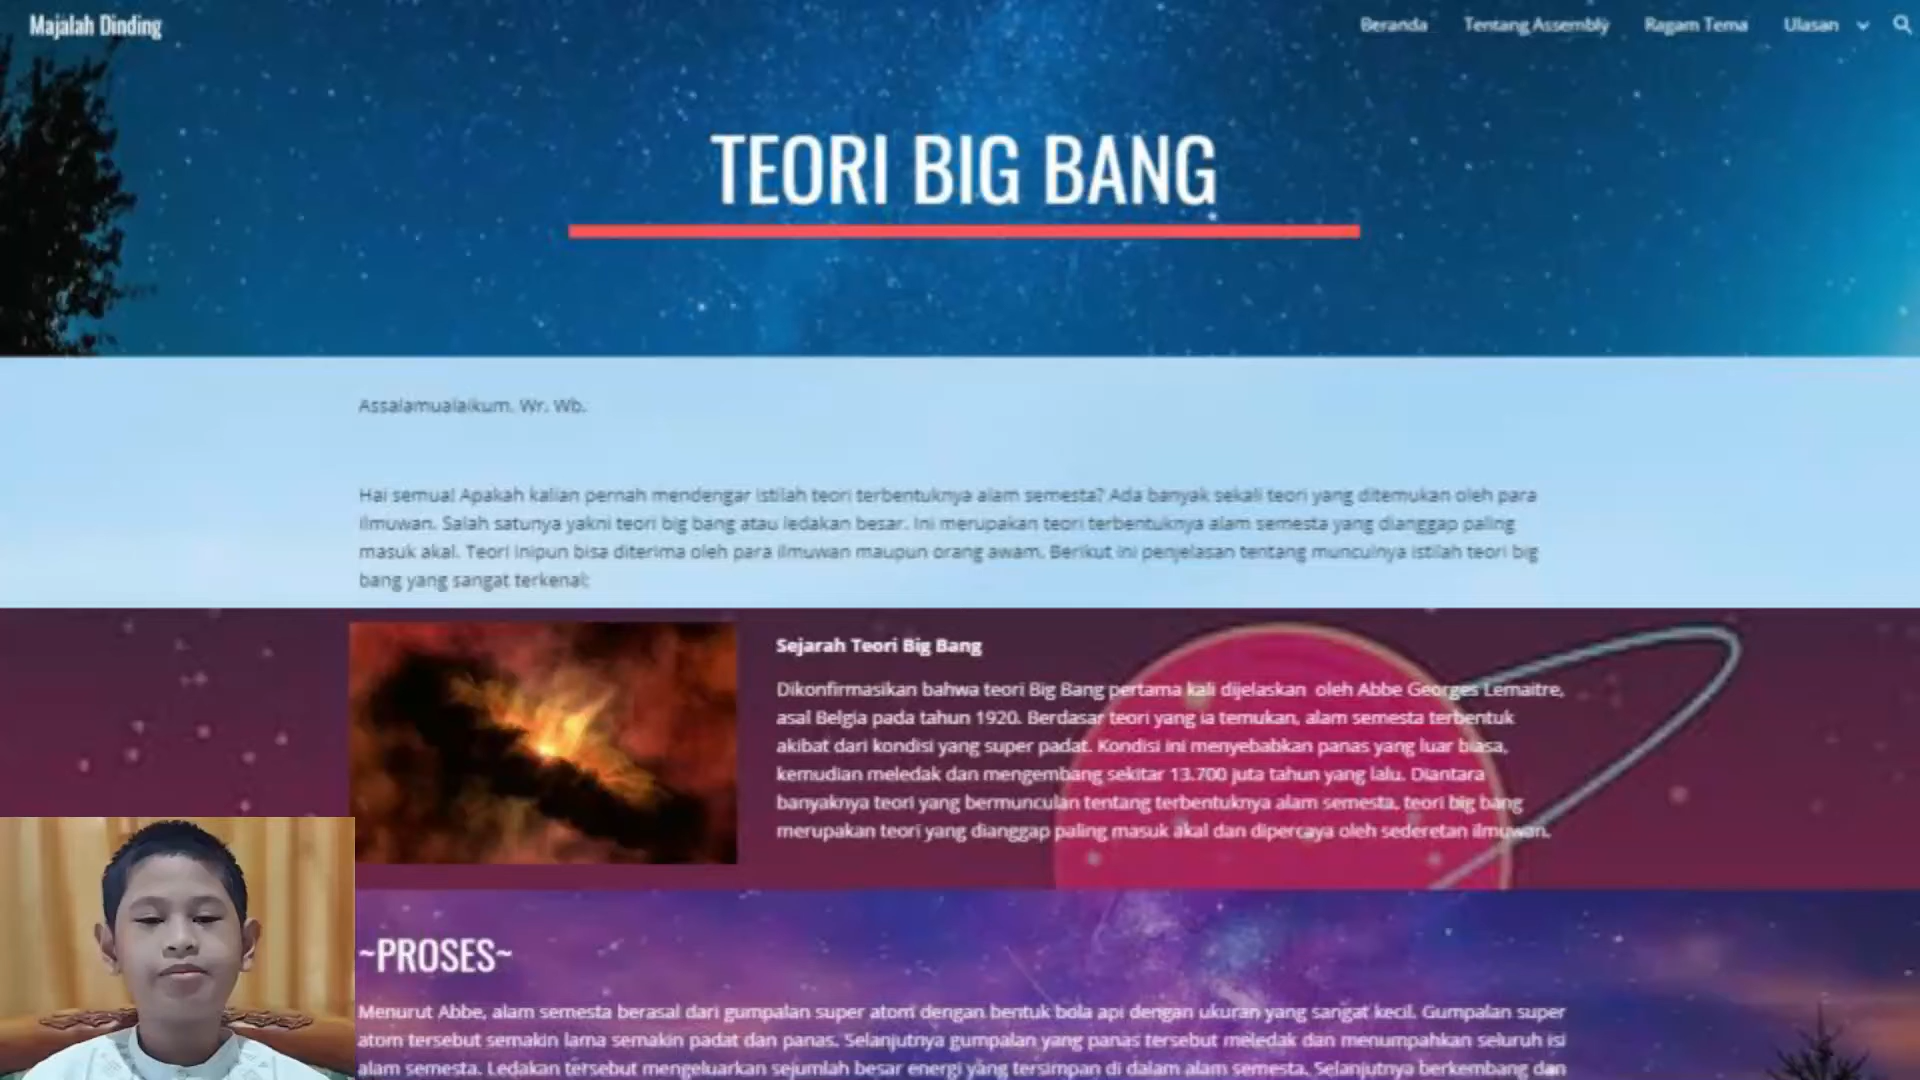 Majalah Dinding
Beranda Tentang Assembly Ragam Tema Ulasan
TEORI BIG BANG
Assalamualaikum. Wr. Wb.
Hai semua! Apakah kalian pernah mendengar istilah teori terbentuknya alam semesta? Ada banyak sekali teori yang ditemukan oleh para
ilmuwan. Salah satunya yakni teori big bang atau ledakan besar. Ini merupakan teori terbentuknya alam semesta yang dianggap paling
masuk akal. Teori inipun bisa diterima oleh para ilmuwan maupun orang awam. Berikut ini penjelasan tentang munculnya istilah teori big
bang yang sangat terkenal:
Sejarah Teori Big Bang
Dikonfirmasikan bahwa teori Big Bang pertama kali dijelaskan oleh Abbe Georges Lemaitre,
asal Belgia pada tahun 1920. Berdasar teori yang ia temukan, alam semesta terbentuk
akibat dari kondisi yang super padat. Kondisi ini menyebabkan panas yang luar biasa,
kemudian meledak dan mengembang sekitar 13.700 juta tahun yang lalu. Diantara
banyaknya teori yang bermunculan tentang terbentuknya alam semesta, teori big bang
merupakan teori yang dianggap paling masuk akal dan dipercaya oleh sederetan ilmuwan.
~PROSES~
Menurut Abbe, alam semesta berasal dari gumpalan super atom dengan bentuk bola api dengan ukuran yang sangat kecil. Gumpalan super
atom tersebut semakin lama semakin padat dan panas. Selanjutnya gumpalan yang panas tersebut meledak dan menumpahkan seluruh isi
alam semesta. Ledakan tersebut mengeluarkan sejumlah besar energi yang tersimpan di dalam alam semesta. Selanjutnya berkembang dan